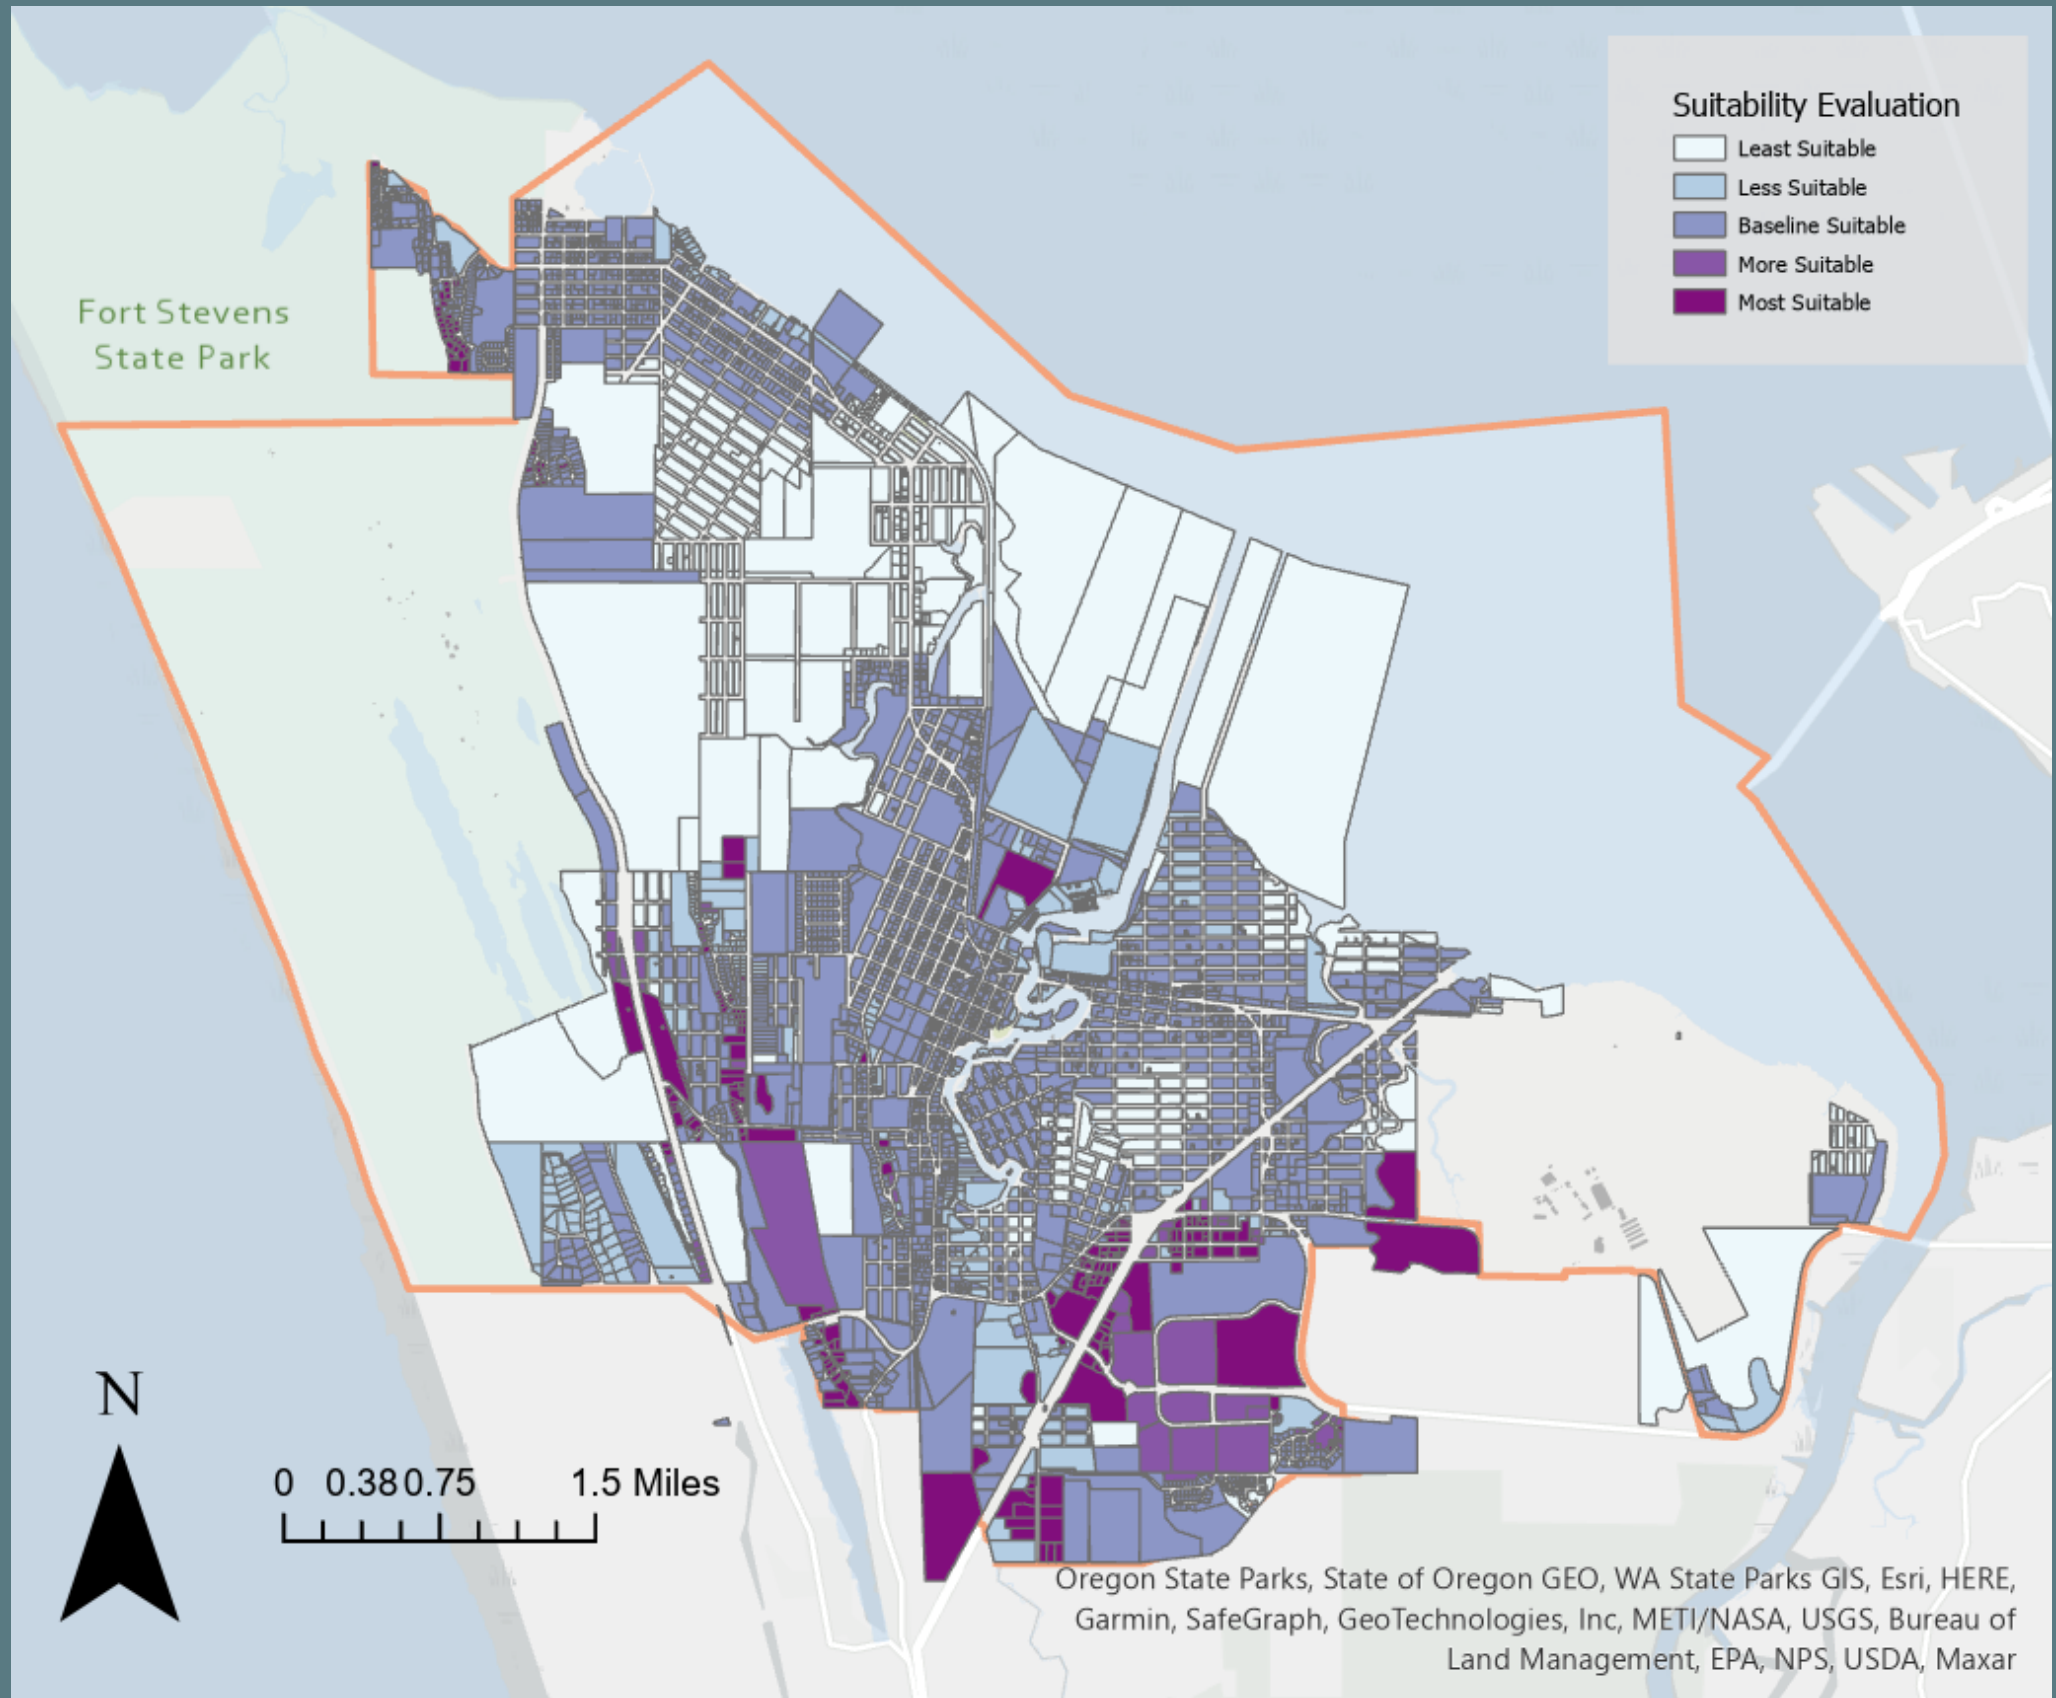 Suitability Evaluation
Least Suitable
Less Suitable
Baseline Suitable
More Suitable
Most Suitable
Fort Stevens
State Park
N
0 0.38 0.75 1.5 Miles
Oregon State Parks, State of Oregon GEO, WA State Parks GIS, Esri, HERE,
Garmin, SafeGraph, GeoTechnologies, Inc, METI/NASA, USGS, Bureau of
Land Management, EPA, NPS, USDA, Maxar